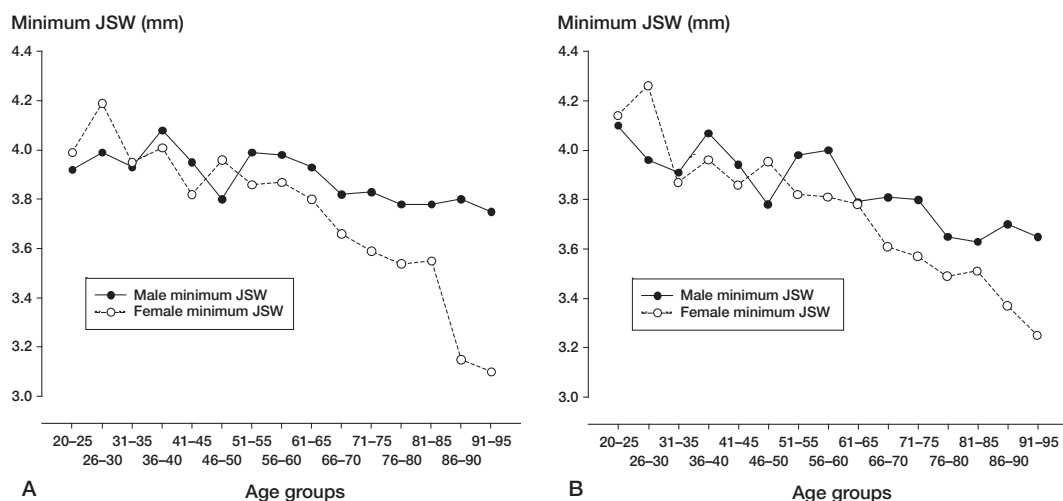 Minimum JSW (mm)
4.4
4.2
4.0
3.8
3.6
3.4
3.2
3.0
Male minimum JSW
Female minimum JSW
20–25 31–35 41–45 51–55 61–65 71–75 81–85 91–95
26–30 36–40 46–50 56–60 66–70 76–80 86–90
A Age groups
Minimum JSW (mm)
4.4
4.2
4.0
3.8
3.6
3.4
3.2
3.0
Male minimum JSW
Female minimum JSW
20–25 31–35 41–45 51–55 61–65 71–75 81–85 91–95
26–30 36–40 46–50 56–60 66–70 76–80 86–90
B Age groups